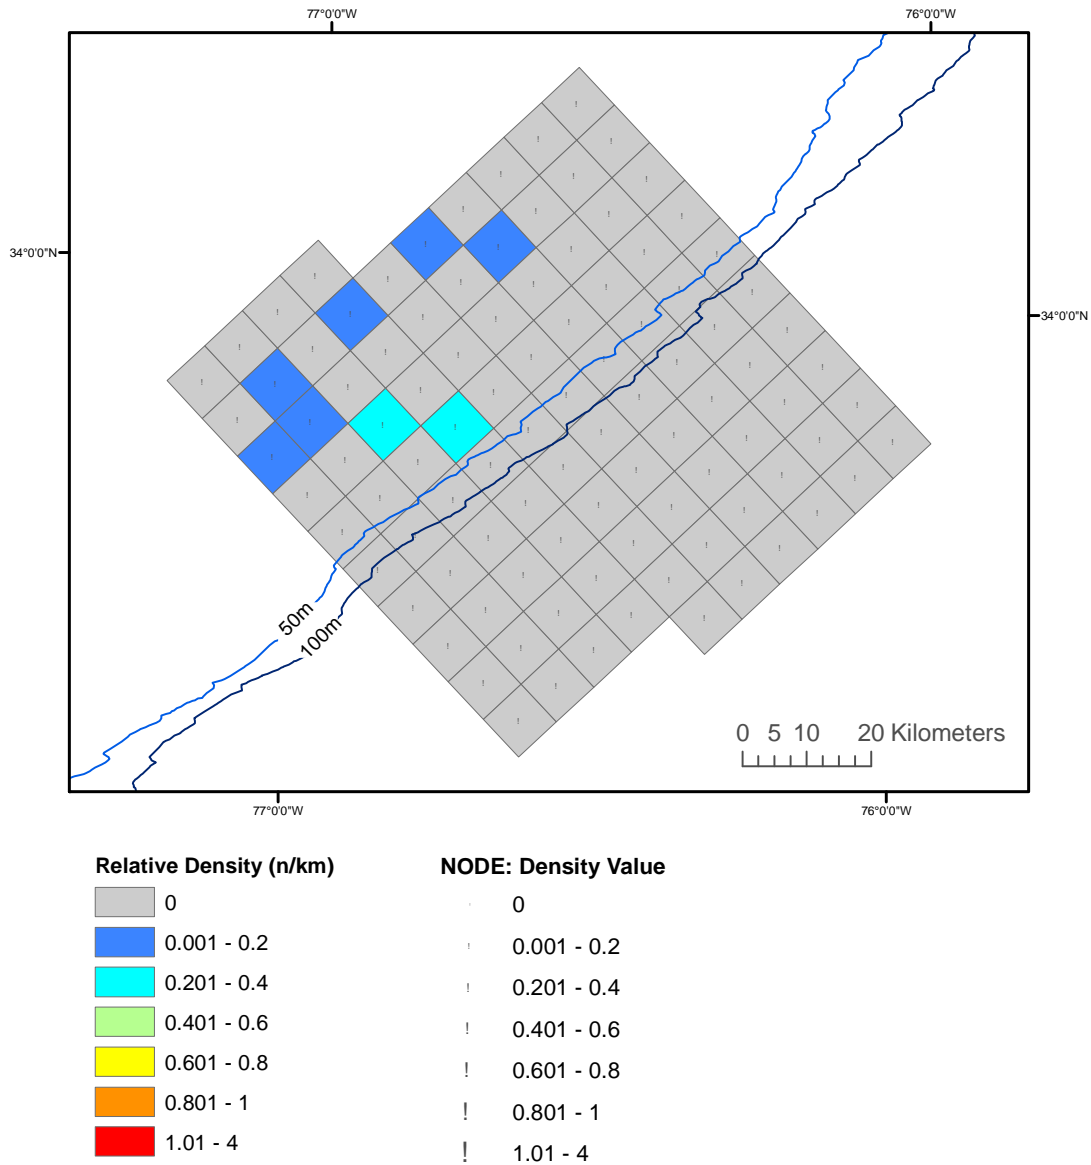 77°0'0"W 76°0'0"W
34°0'0"N
34°0'0"N
50m
100m
0 5 10 20 Kilometers
77°0'0"W 76°0'0"W
Relative Density (n/km) NODE: Density Value
0 0
0.001 - 0.2 ! 0.001 - 0.2
0.201 - 0.4 ! 0.201 - 0.4
0.401 - 0.6 ! 0.401 - 0.6
0.601 - 0.8 ! 0.601 - 0.8
0.801 - 1 ! 0.801 - 1
1.01 - 4 ! 1.01 - 4